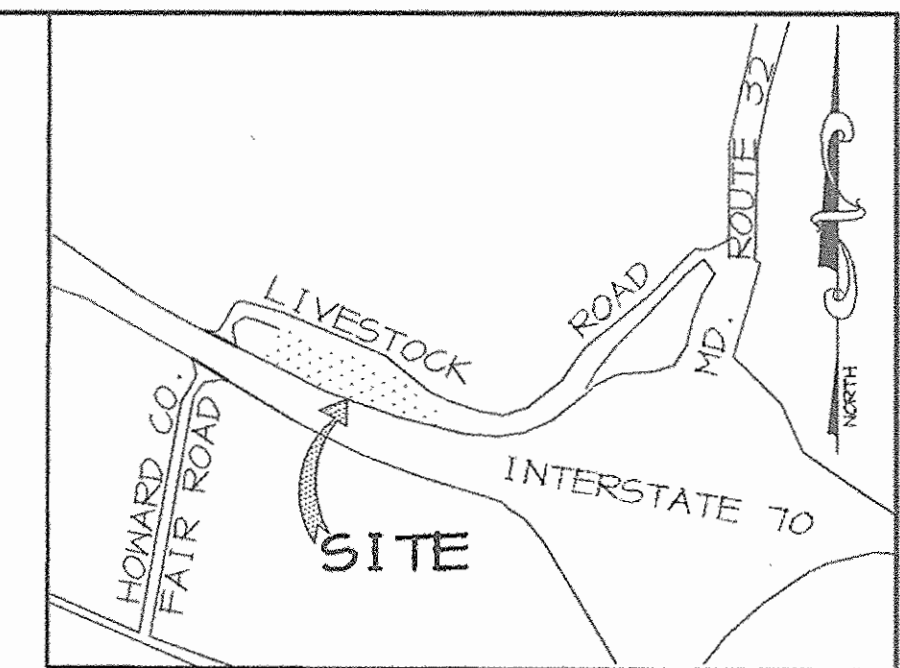 MD. ROUTE 32
NORTH
LIVESTOCK ROAD
INTERSTATE 70
HOWARD CO.
FAIR ROAD
SITE